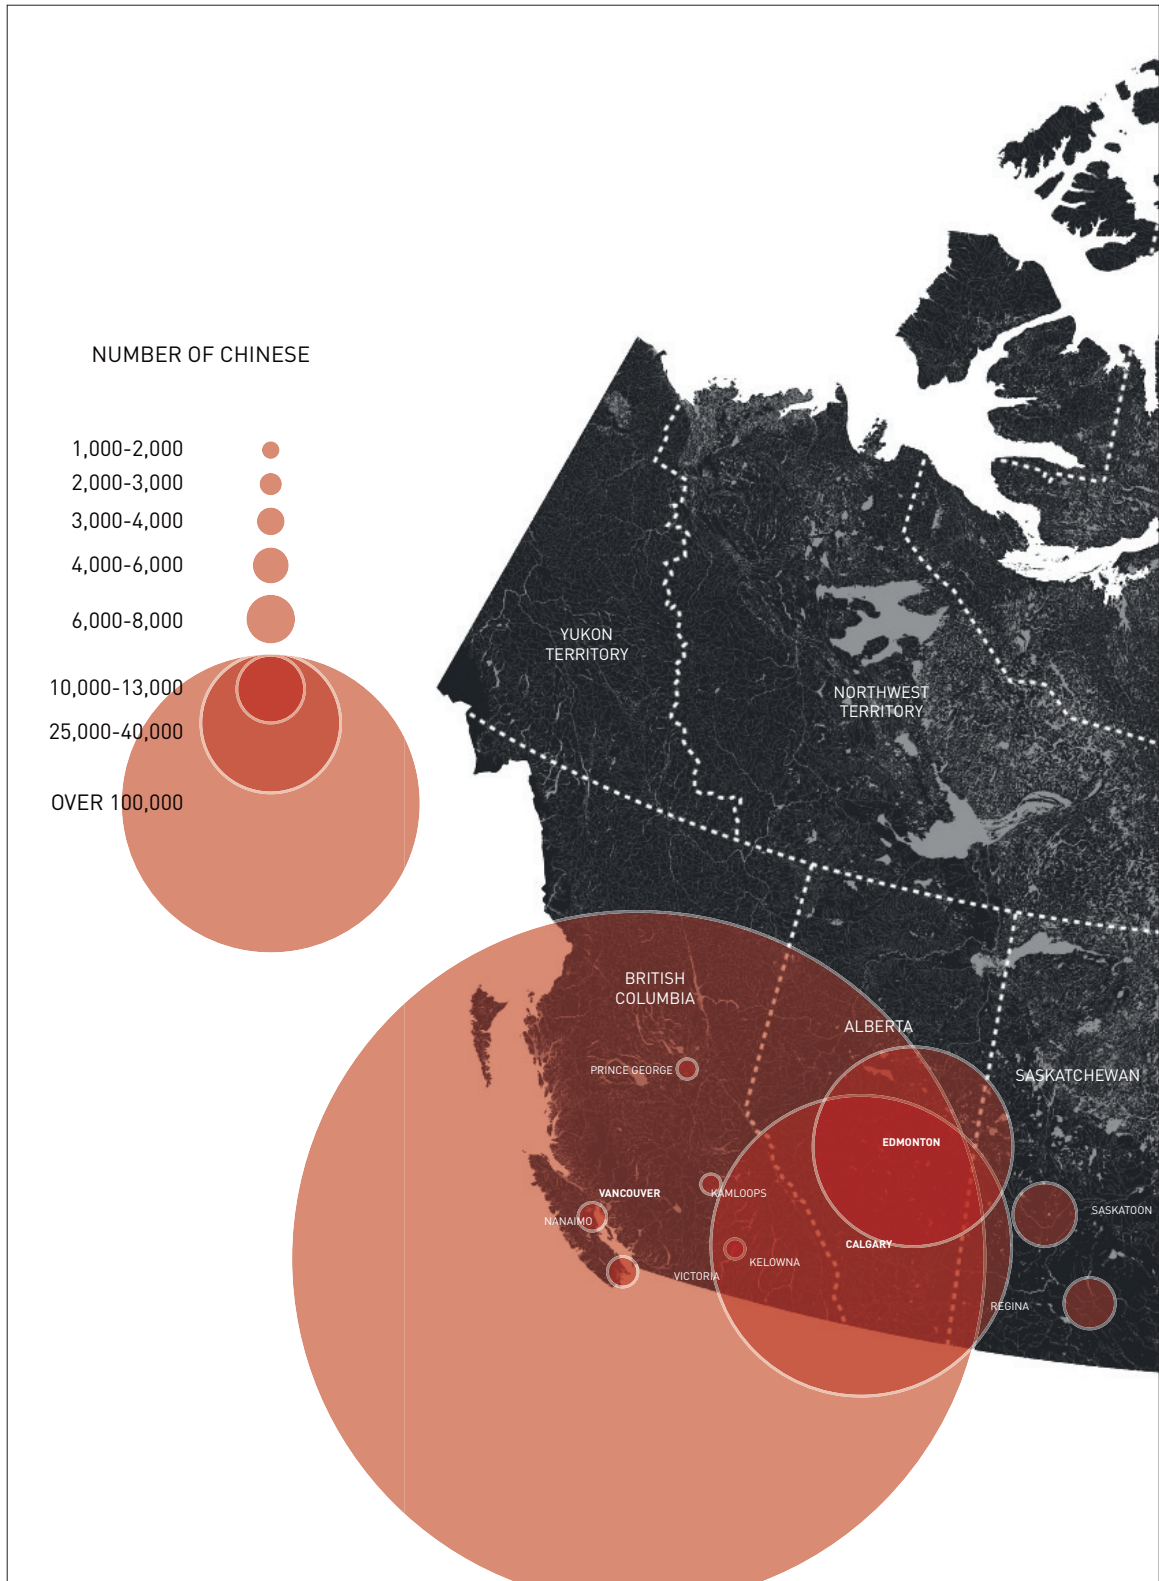 NUMBER OF CHINESE
1,000-2,000
2,000-3,000
3,000-4,000
4,000-6,000
6,000-8,000
10,000-13,000
25,000-40,000
OVER 100,000
YUKON
TERRITORY
NORTHWEST
TERRITORY
BRITISH
COLUMBIA
ALBERTA
PRINCE GEORGE
SASKATCHEWAN
EDMONTON
VANCOUVER
KAMLOOPS
SASKATOON
NANAIMO
CALGARY
KELOWNA
VICTORIA
REGINA